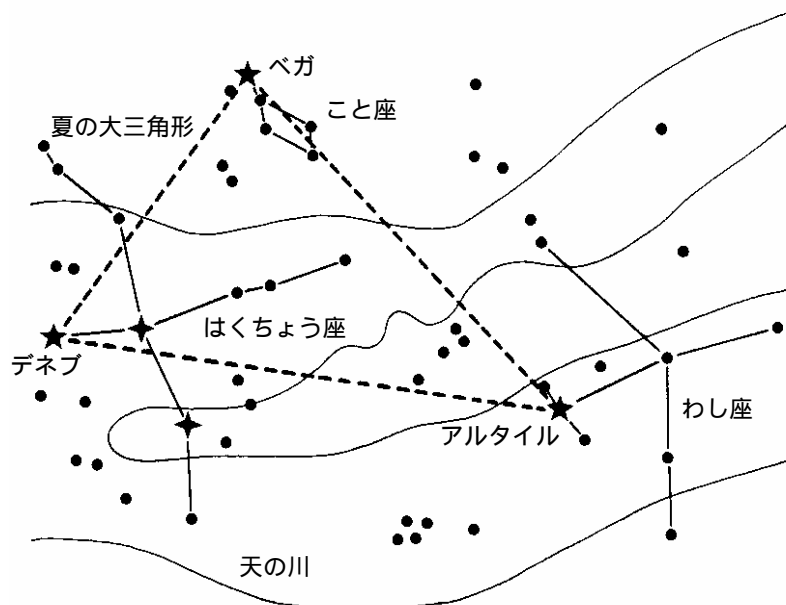 ベガ
こと座
夏の大三角形
はくちょう座
デネブ
わし座
アルタイル
天の川